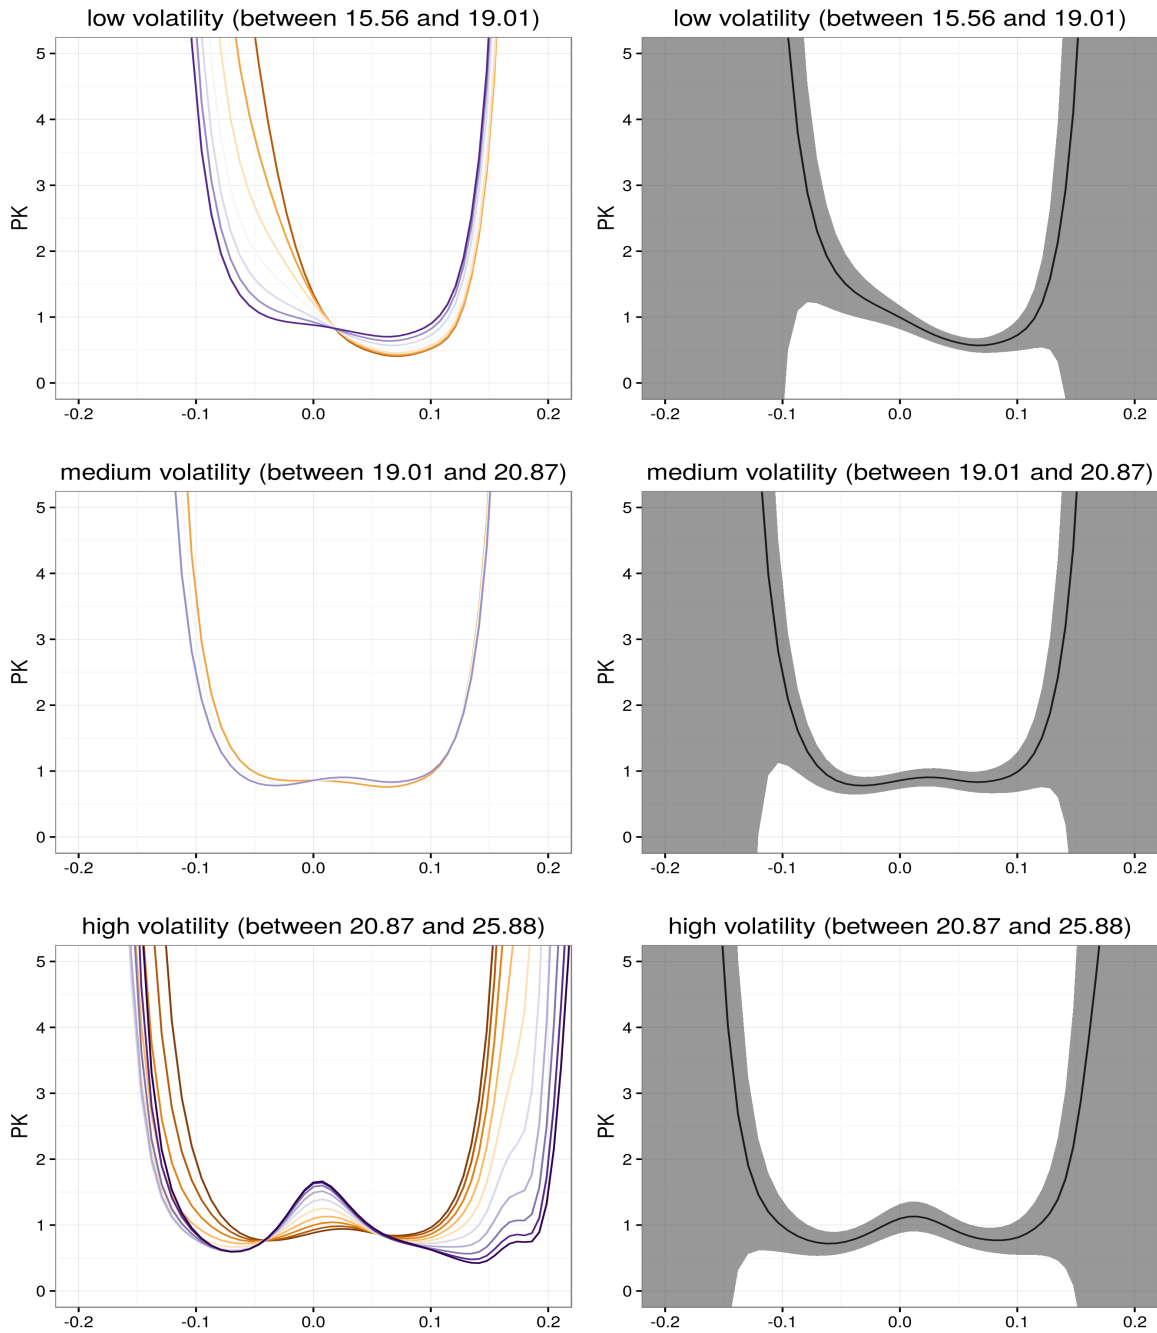 low volatility (between 15.56 and 19.01)
5
4
3
2
1
0
PK
-0.2 -0.1 0.0 0.1 0.2
low volatility (between 15.56 and 19.01)
5
4
3
2
1
0
PK
-0.2 -0.1 0.0 0.1 0.2
medium volatility (between 19.01 and 20.87)
5
4
3
2
1
0
PK
-0.2 -0.1 0.0 0.1 0.2
medium volatility (between 19.01 and 20.87)
5
4
3
2
1
0
PK
-0.2 -0.1 0.0 0.1 0.2
high volatility (between 20.87 and 25.88)
5
4
3
2
1
0
PK
-0.2 -0.1 0.0 0.1 0.2
high volatility (between 20.87 and 25.88)
5
4
3
2
1
0
PK
-0.2 -0.1 0.0 0.1 0.2